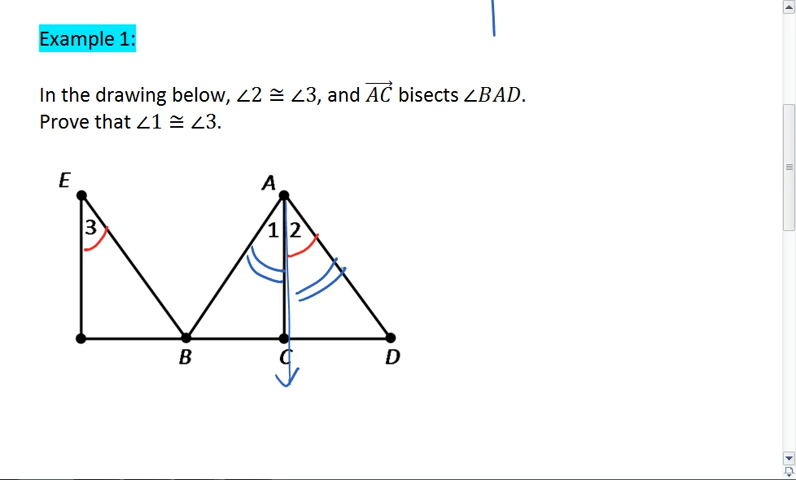 Example 1:
In the drawing below, ∠2 ≅ ∠3, and $\overrightarrow{AC}$ bisects ∠BAD.
Prove that ∠1 ≅ ∠3.
E A
3 1 2
B C D